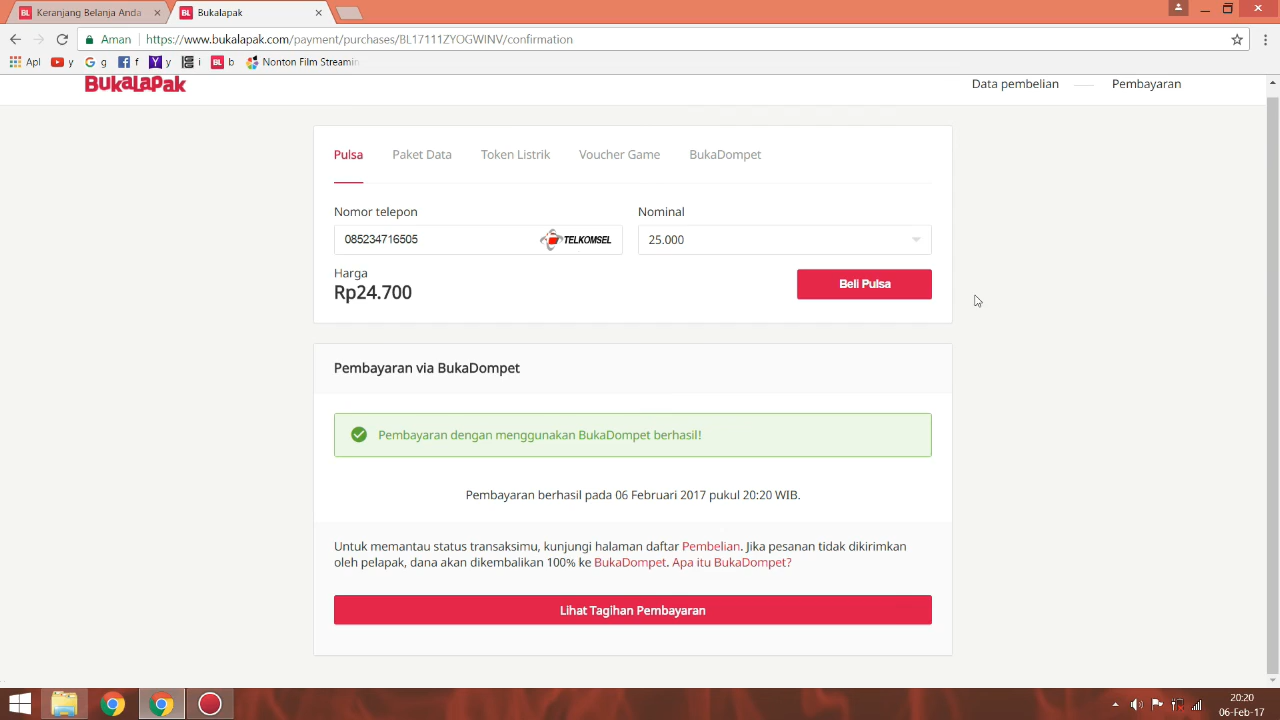 Keranjang Belanja Anda
Bukalapak
Aman
https://www.bukalapak.com/payment/purchases/BL17111ZYOGWINV/confirmation
Apl
y
g
f
y
i
b
Nonton Film Streamin
BukaLapak
Data pembelian
Pembayaran
Pulsa
Paket Data
Token Listrik
Voucher Game
BukaDompet
Nomor telepon
Nominal
085234716505
TELKOMSEL
25.000
Harga
Rp24.700
Beli Pulsa
Pembayaran via BukaDompet
Pembayaran dengan menggunakan BukaDompet berhasil!
Pembayaran berhasil pada 06 Februari 2017 pukul 20:20 WIB.
Untuk memantau status transaksimu, kunjungi halaman daftar Pembelian. Jika pesanan tidak dikirimkan
oleh pelapak, dana akan dikembalikan 100% ke BukaDompet. Apa itu BukaDompet?
Lihat Tagihan Pembayaran
20:20
06-Feb-17